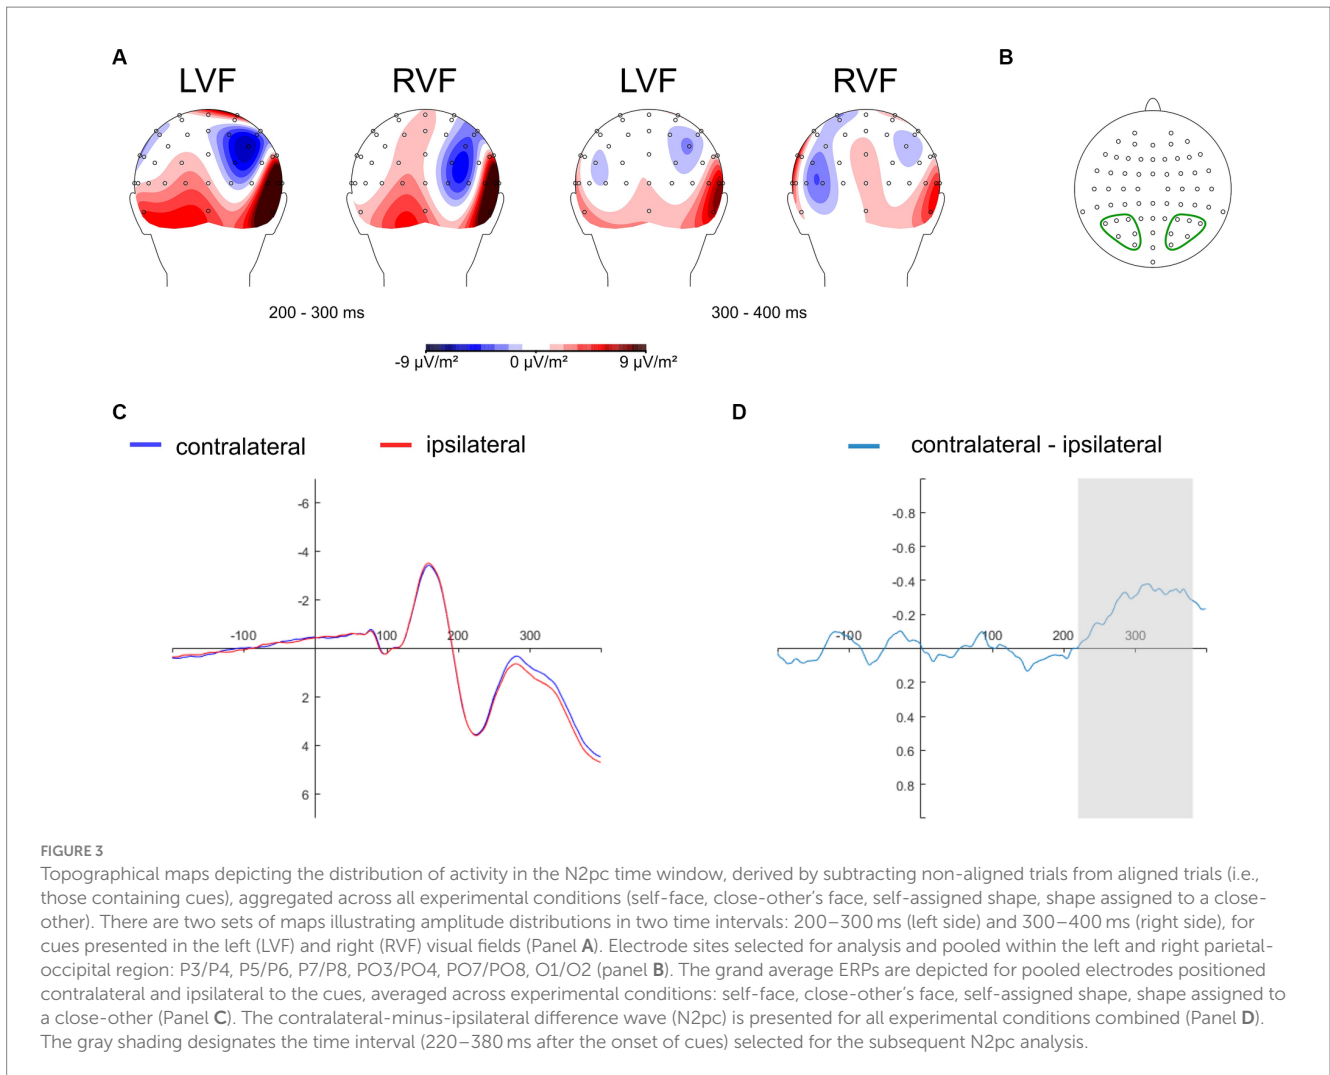 A
B
LVF
RVF
LVF
RVF
200 - 300 ms
300 - 400 ms
-9 µV/m²
0 µV/m²
9 µV/m²
C
D
contralateral
ipsilateral
contralateral - ipsilateral
-6
-4
-2
-100
100
200
300
2
4
6
-0.8
-0.6
-0.4
-0.2
-100
100
200
300
0.2
0.4
0.6
0.8
FIGURE 3
Topographical maps depicting the distribution of activity in the N2pc time window, derived by subtracting non-aligned trials from aligned trials (i.e.,
those containing cues), aggregated across all experimental conditions (self-face, close-other's face, self-assigned shape, shape assigned to a close-
other). There are two sets of maps illustrating amplitude distributions in two time intervals: 200–300 ms (left side) and 300–400 ms (right side), for
cues presented in the left (LVF) and right (RVF) visual fields (Panel A). Electrode sites selected for analysis and pooled within the left and right parietal-
occipital region: P3/P4, P5/P6, P7/P8, PO3/PO4, PO7/PO8, O1/O2 (panel B). The grand average ERPs are depicted for pooled electrodes positioned
contralateral and ipsilateral to the cues, averaged across experimental conditions: self-face, close-other's face, self-assigned shape, shape assigned to
a close-other (Panel C). The contralateral-minus-ipsilateral difference wave (N2pc) is presented for all experimental conditions combined (Panel D).
The gray shading designates the time interval (220–380 ms after the onset of cues) selected for the subsequent N2pc analysis.